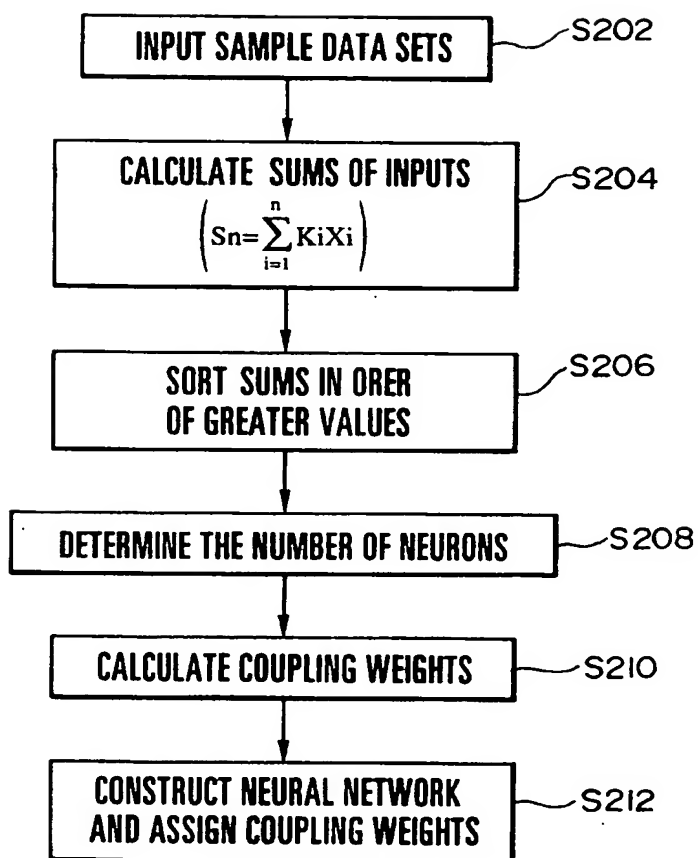 INPUT SAMPLE DATA SETS
S202
CALCULATE SUMS OF INPUTS
S204
(Sn=∑KiXi)
n
i=1
SORT SUMS IN ORER
OF GREATER VALUES
S206
DETERMINE THE NUMBER OF NEURONS
S208
CALCULATE COUPLING WEIGHTS
S210
CONSTRUCT NEURAL NETWORK
AND ASSIGN COUPLING WEIGHTS
S212